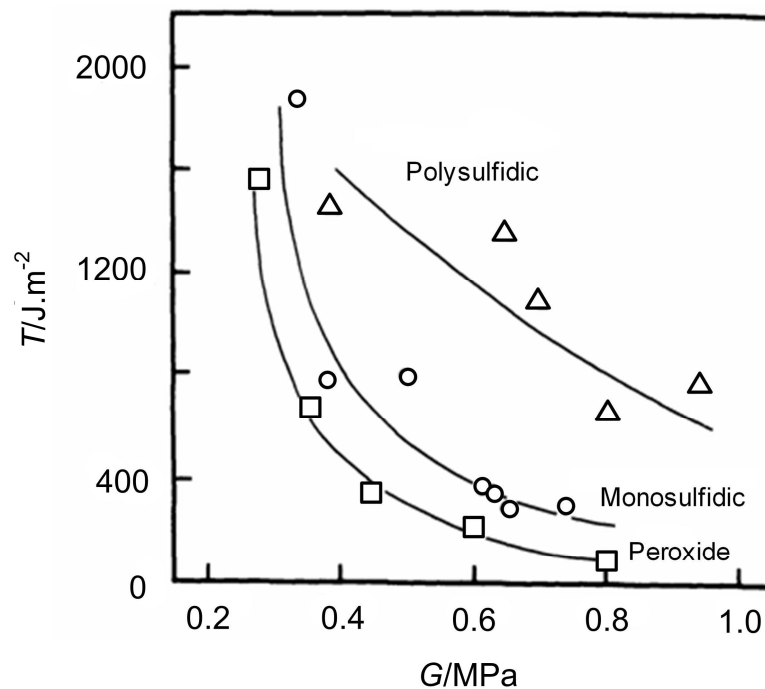 2000
Polysulfidic
1200
T/J.m-2
400
Monosulfidic
Peroxide
0
0.2 0.4 0.6 0.8 1.0
G/MPa